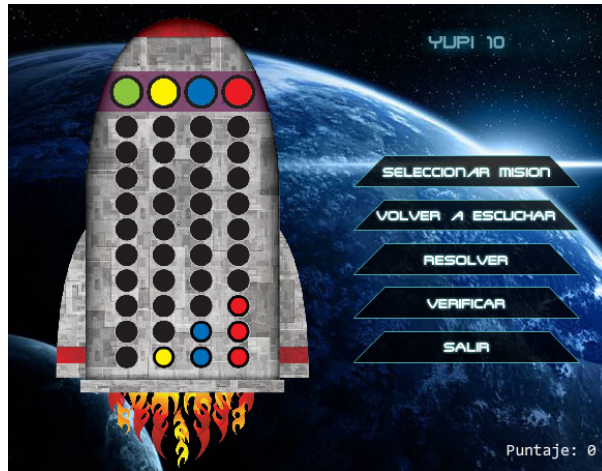 YUPI 10
SELECCIONAR MISION
VOLVER A ESCUCHAR
RESOLVER
VERIFICAR
SALIR
Puntaje: 0